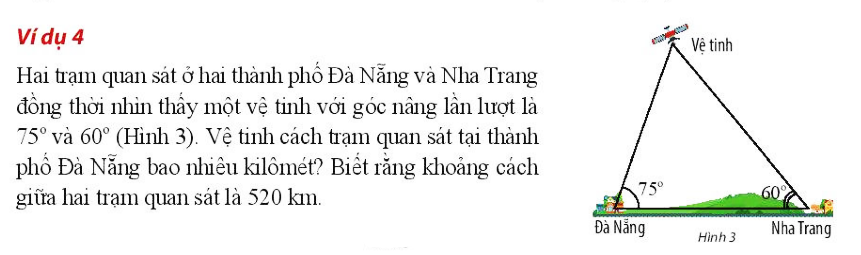 Ví dụ 4
Hai trạm quan sát ở hai thành phố Đà Nẵng và Nha Trang
đồng thời nhìn thấy một vệ tinh với góc nâng lần lượt là
75° và 60° (Hình 3). Vệ tinh cách trạm quan sát tại thành
phố Đà Nẵng bao nhiêu kilômét? Biết rằng khoảng cách
giữa hai trạm quan sát là 520 km.
Vệ tinh
75°
60°
Đà Nẵng
Nha Trang
Hình 3